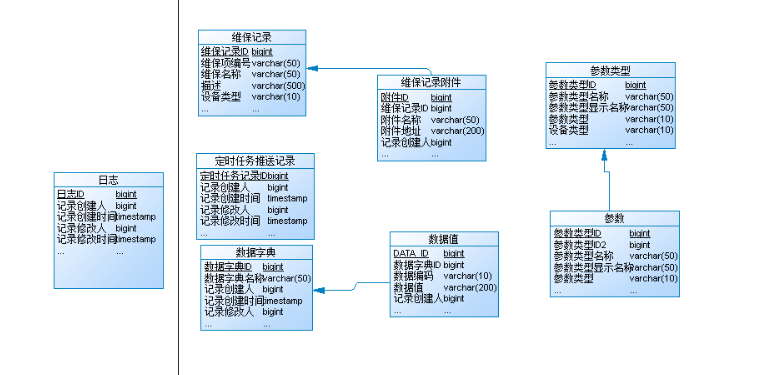 维保记录
维保记录ID bigint
维保项编号 varchar(50)
维保名称 varchar(50)
描述 varchar(500)
设备类型 varchar(10)
... ...
维保记录附件
附件ID bigint
维保记录ID bigint
附件名称 varchar(50)
附件地址 varchar(200)
记录创建人 bigint
... ...
参数类型
参数类型ID bigint
参数类型名称 varchar(50)
参数类型显示名称 varchar(50)
参数类型 varchar(10)
设备类型 varchar(10)
... ...
定时任务推送记录
定时任务记录ID bigint
记录创建人 bigint
记录创建时间 timestamp
记录修改人 bigint
记录修改时间 timestamp
... ...
日志
日志ID bigint
记录创建人 bigint
记录创建时间 timestamp
记录修改人 bigint
记录修改时间 timestamp
... ...
数据字典
数据字典ID bigint
数据字典名称 varchar(50)
记录创建人 bigint
记录创建时间 timestamp
记录修改人 bigint
... ...
数据值
DATA_ID bigint
数据字典ID bigint
数据编码 varchar(10)
数据值 varchar(200)
记录创建人 bigint
... ...
参数
参数类型ID bigint
参数类型ID2 bigint
参数类型名称 varchar(50)
参数类型显示名称 varchar(50)
参数类型 varchar(10)
... ...